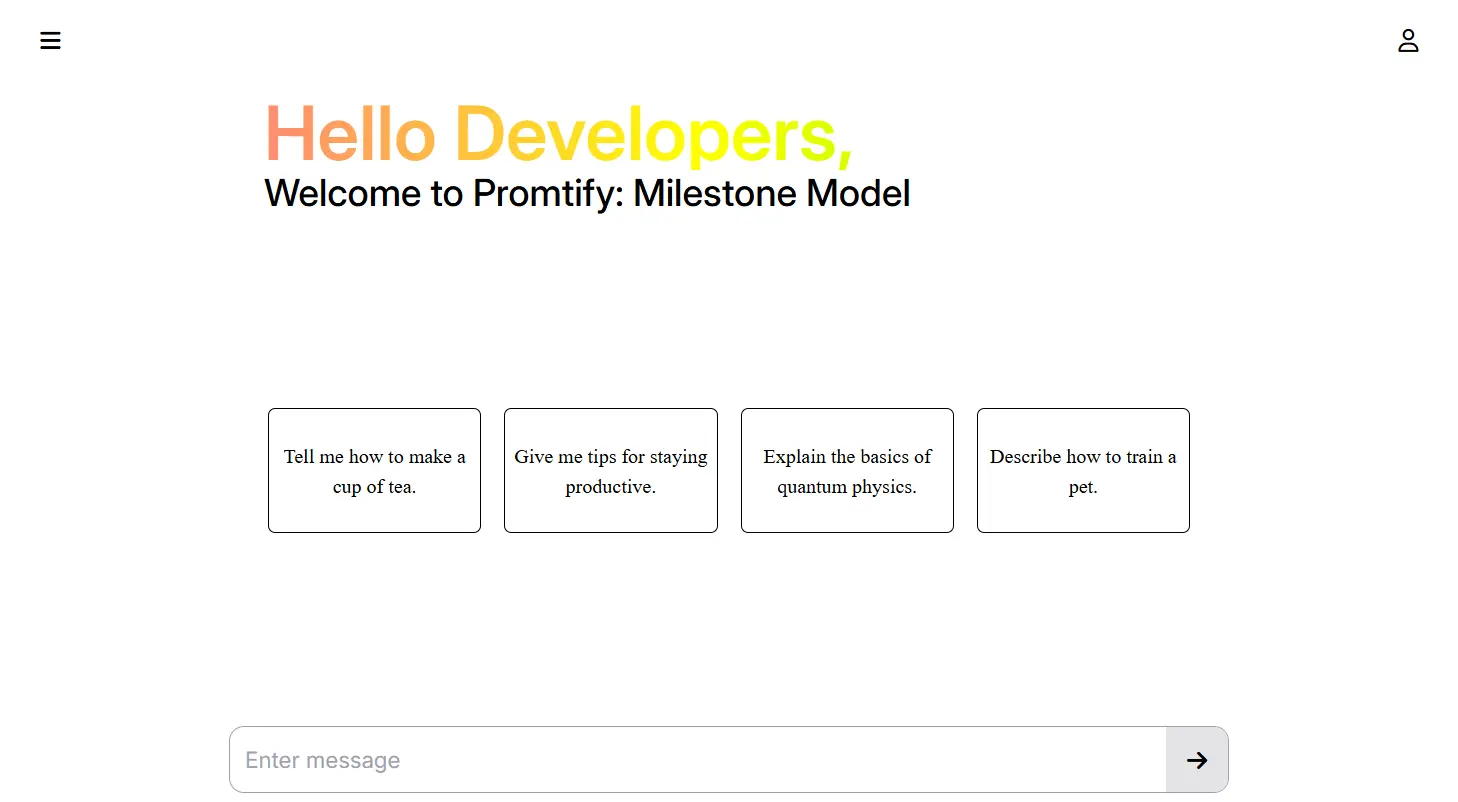 Hello Developers,
Welcome to Promtify: Milestone Model
Tell me how to make a
cup of tea.
Give me tips for staying
productive.
Explain the basics of
quantum physics.
Describe how to train a
pet.
Enter message